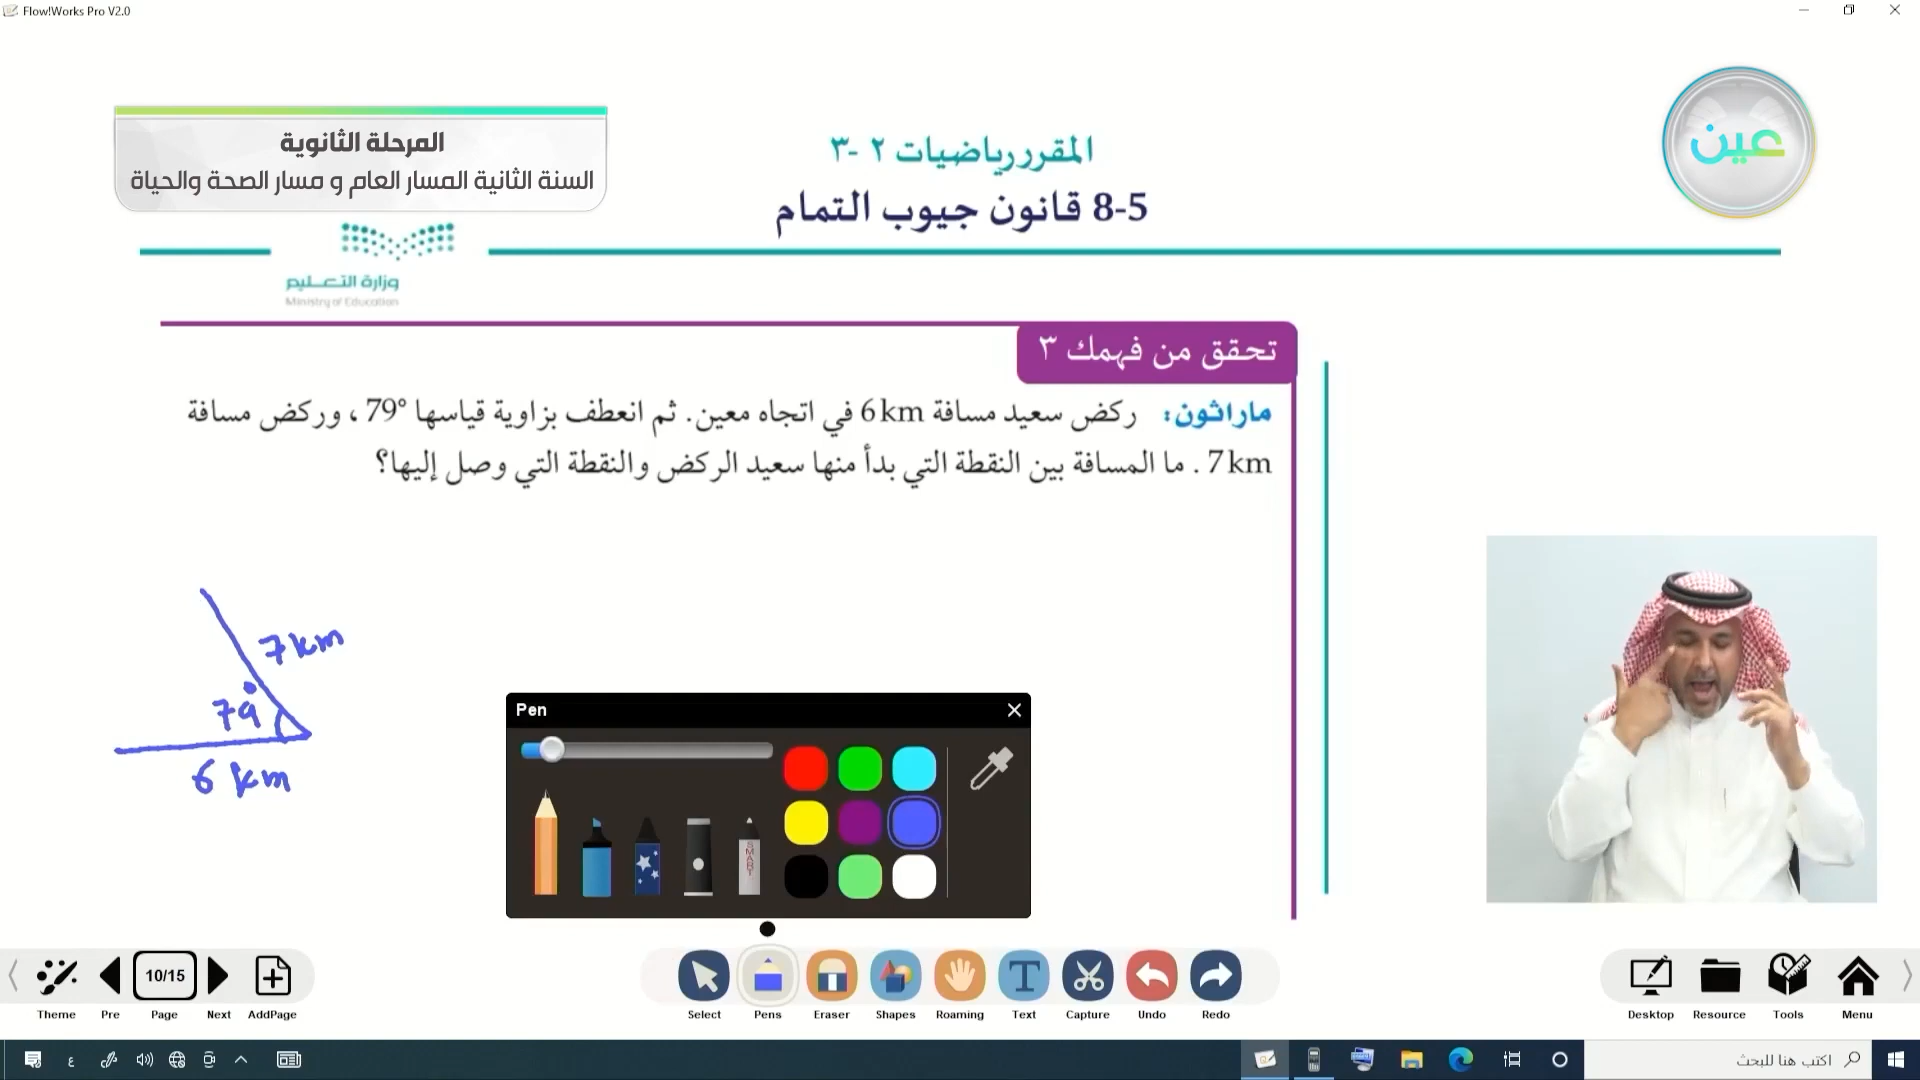 Flow!Works Pro V2.0
المرحلة الثانوية
السنة الثانية المسار العام و مسار الصحة والحياة
المقرر رياضيات ٢ -٣
8-5 قانون جيوب التمام
عين
وزارة التعليم
Ministry of Education
تحقق من فهمك ٣
ماراثون: ركض سعيد مسافة 6 km في اتجاه معين. ثم انعطف بزاوية قياسها 79°، وركض مسافة
7 km . ما المسافة بين النقطة التي بدأ منها سعيد الركض والنقطة التي وصل إليها؟
7 km
79°
6 km
Pen
SMART
10/15
Theme Pre Page Next AddPage
Select Pens Eraser Shapes Roaming Text Capture Undo Redo
Desktop Resource Tools Menu
ع
اكتب هنا للبحث